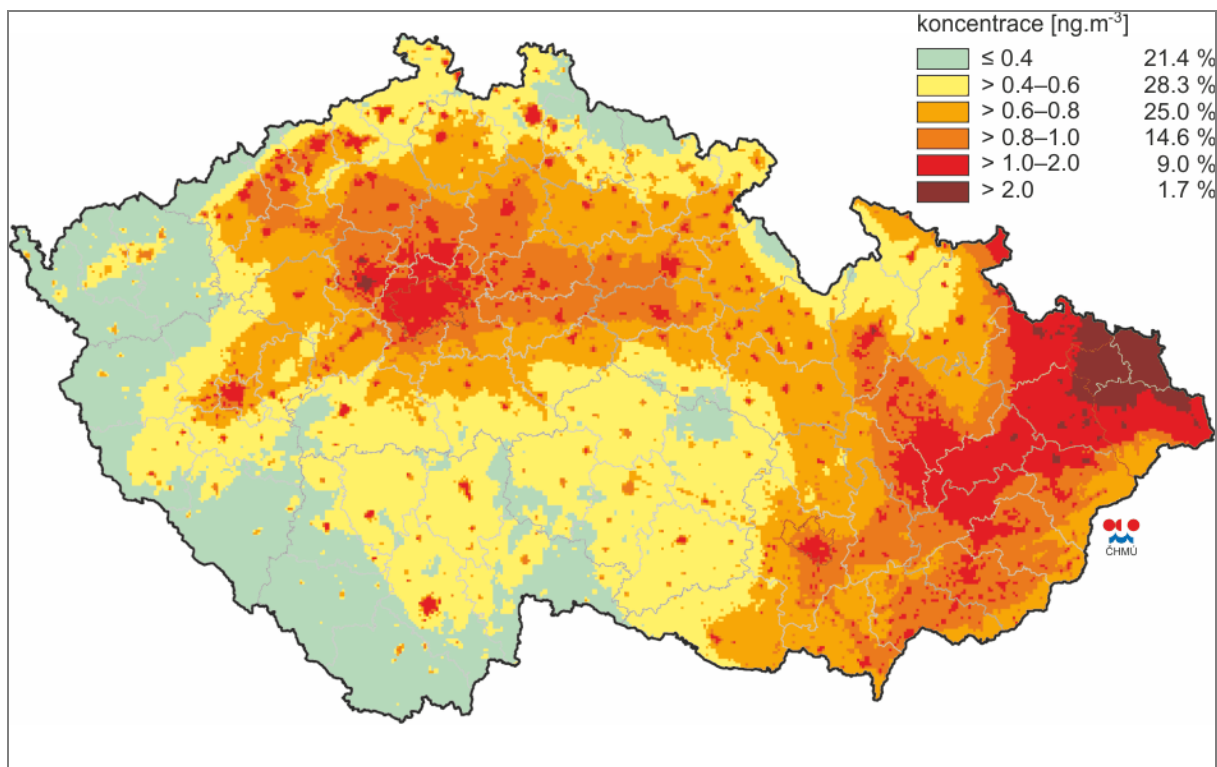 koncentrace [ng.m-3]
≤ 0.4 21.4 %
> 0.4–0.6 28.3 %
> 0.6–0.8 25.0 %
> 0.8–1.0 14.6 %
> 1.0–2.0 9.0 %
> 2.0 1.7 %
ČHMÚ